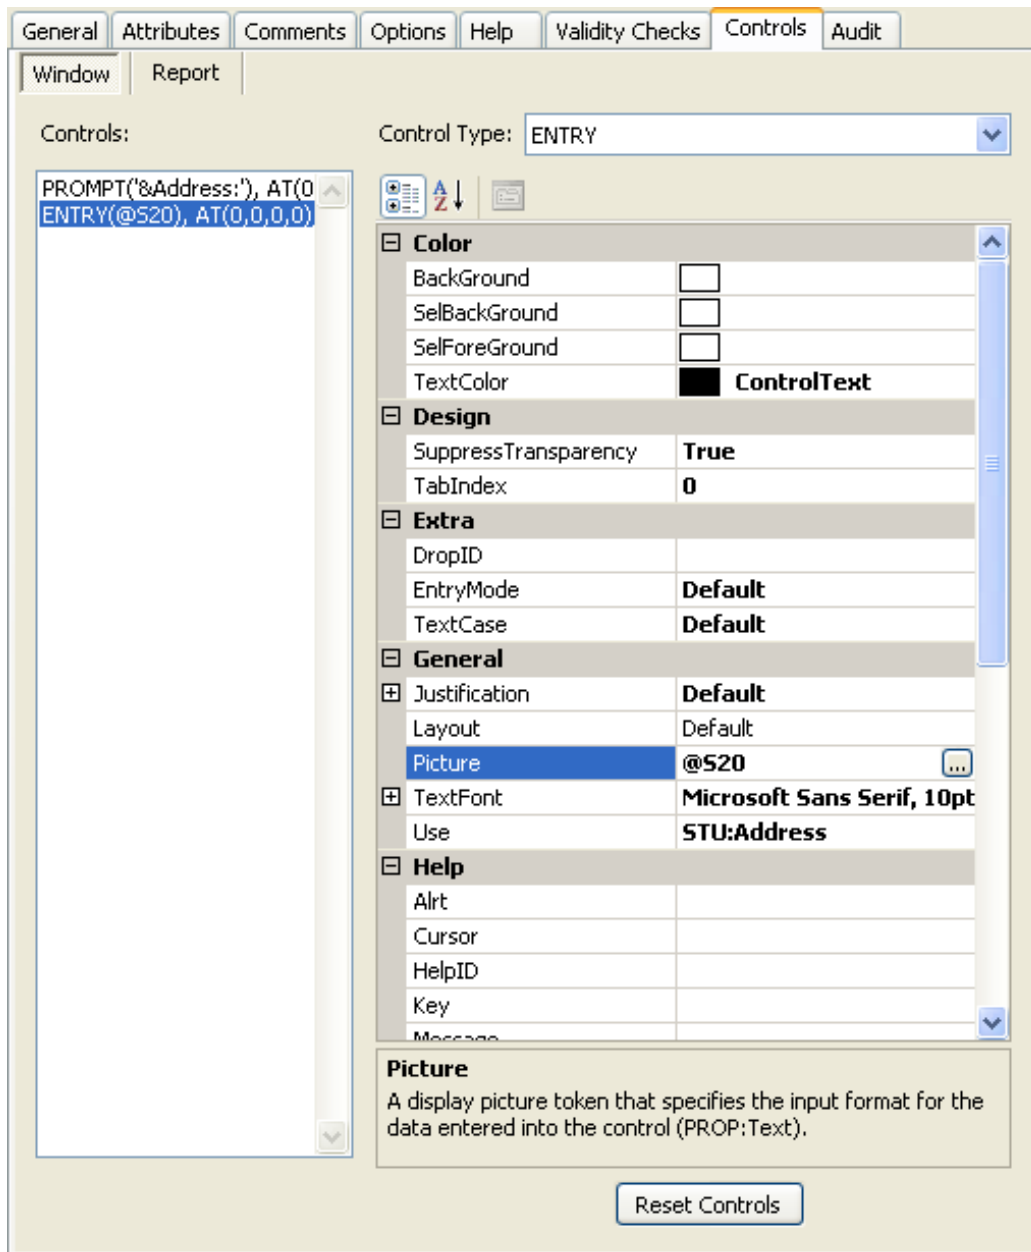 General Attributes Comments Options Help Validity Checks Controls Audit
Window Report
Controls: Control Type: ENTRY
PROMPT('&Address:'), AT(0
ENTRY(@S20), AT(0,0,0,0)
Color
BackGround
SelBackGround
SelForeGround
TextColor ControlText
Design
SuppressTransparency True
TabIndex 0
Extra
DropID
EntryMode Default
TextCase Default
General
Justification Default
Layout Default
Picture @S20 ...
TextFont Microsoft Sans Serif, 10pt
Use STU:Address
Help
Alrt
Cursor
HelpID
Key
Message
Picture
A display picture token that specifies the input format for the
data entered into the control (PROP:Text).
Reset Controls